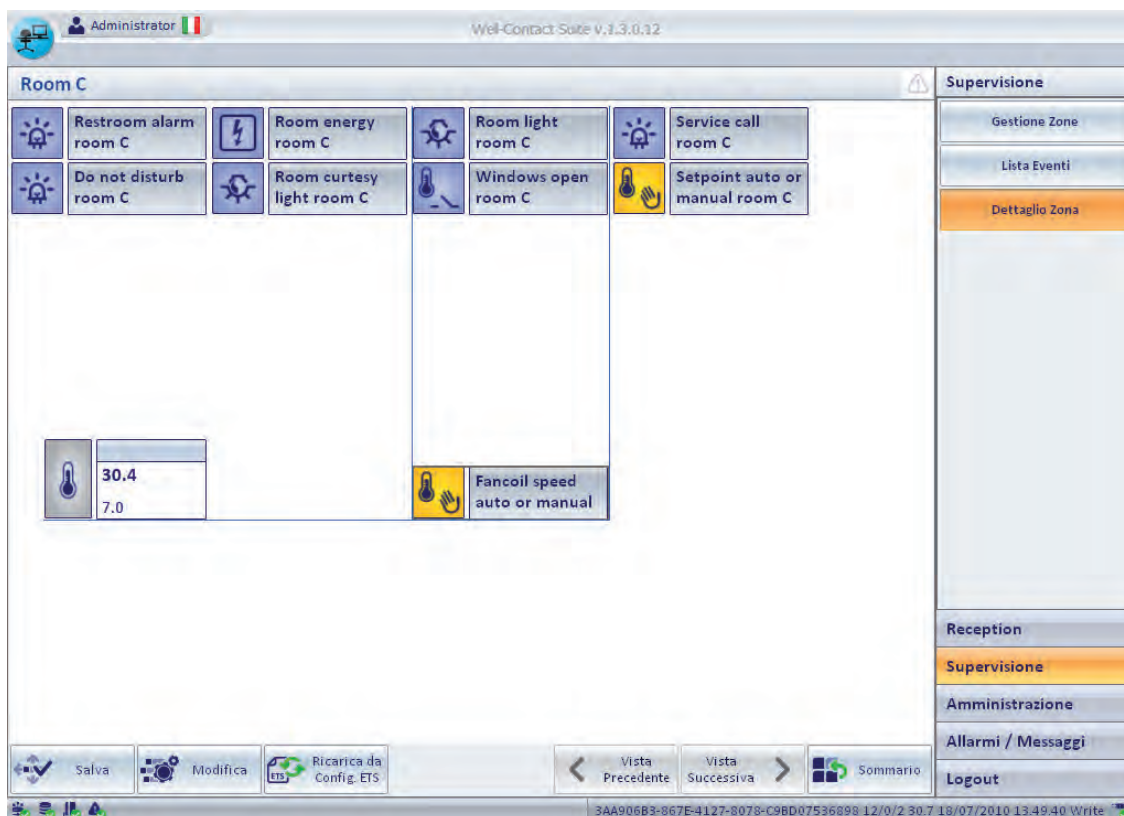 Administrator
Well-Contact Suite v.1.3.0.12
Room C
Restroom alarm
room C
Room energy
room C
Room light
room C
Service call
room C
Do not disturb
room C
Room curtesy
light room C
Windows open
room C
Setpoint auto or
manual room C
30.4
7.0
Fancoil speed
auto or manual
Supervisione
Gestione Zone
Lista Eventi
Dettaglio Zona
Reception
Supervisione
Amministrazione
Allarmi / Messaggi
Logout
Salva
Modifica
ETS
Ricarica da
Config. ETS
Vista
Precedente
Vista
Successiva
Sommario
3AA906B3-867E-4127-8078-C9BD07536898 12/0/2 30.7 18/07/2010 13.49.40 Write